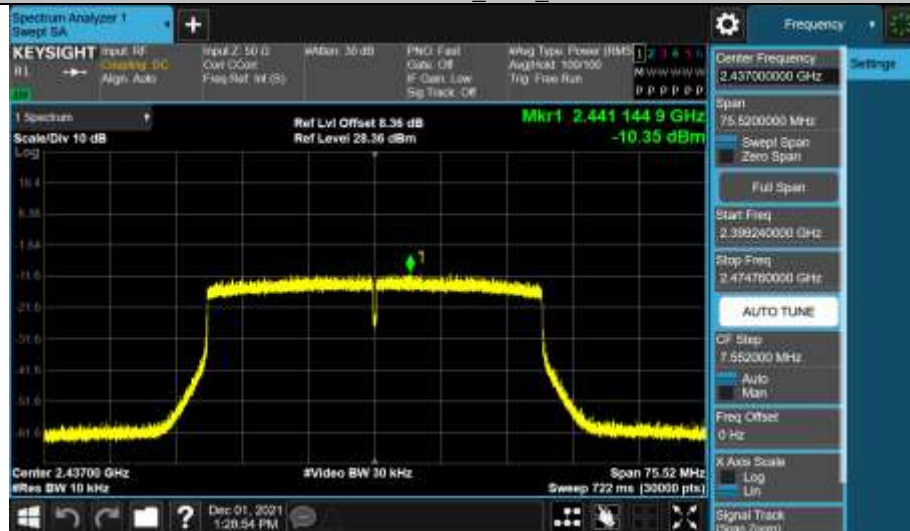 Spectrum Analyzer 1
Swept SA
+
Frequency
KEYSIGHT
Input: RF
Coupling: DC
Align: Auto
Input Z: 50 Ω
Corr CCorr
Freq Ref: Int (S)
#Atten: 30 dB
PNO: Fast
Gate: Off
IF Gain: Low
Sig Track: Off
#Avg Type: Power (RMS
Avg|Hold: 100/100
Trig: Free Run
1 2 3 4 5 6
M W W W W W
P P P P P P
1 Spectrum
Scale/Div 10 dB
Log
Ref Lvl Offset 8.36 dB
Ref Level 28.36 dBm
Mkr1 2.441 144 9 GHz
-10.35 dBm
18.4
8.36
-1.64
-11.6
-21.6
-31.6
-41.6
-51.6
-61.6
1
Center 2.43700 GHz
#Res BW 10 kHz
#Video BW 30 kHz
Span 75.52 MHz
Sweep 722 ms (30000 pts)
Center Frequency
2.437000000 GHz
Settings
Span
75.5200000 MHz
Swept Span
Zero Span
Full Span
Start Freq
2.399240000 GHz
Stop Freq
2.474760000 GHz
AUTO TUNE
CF Step
7.552000 MHz
Auto
Man
Freq Offset
0 Hz
X Axis Scale
Log
Lin
Signal Track
(Span Zoom)
?
Dec 01, 2021
1:28:54 PM